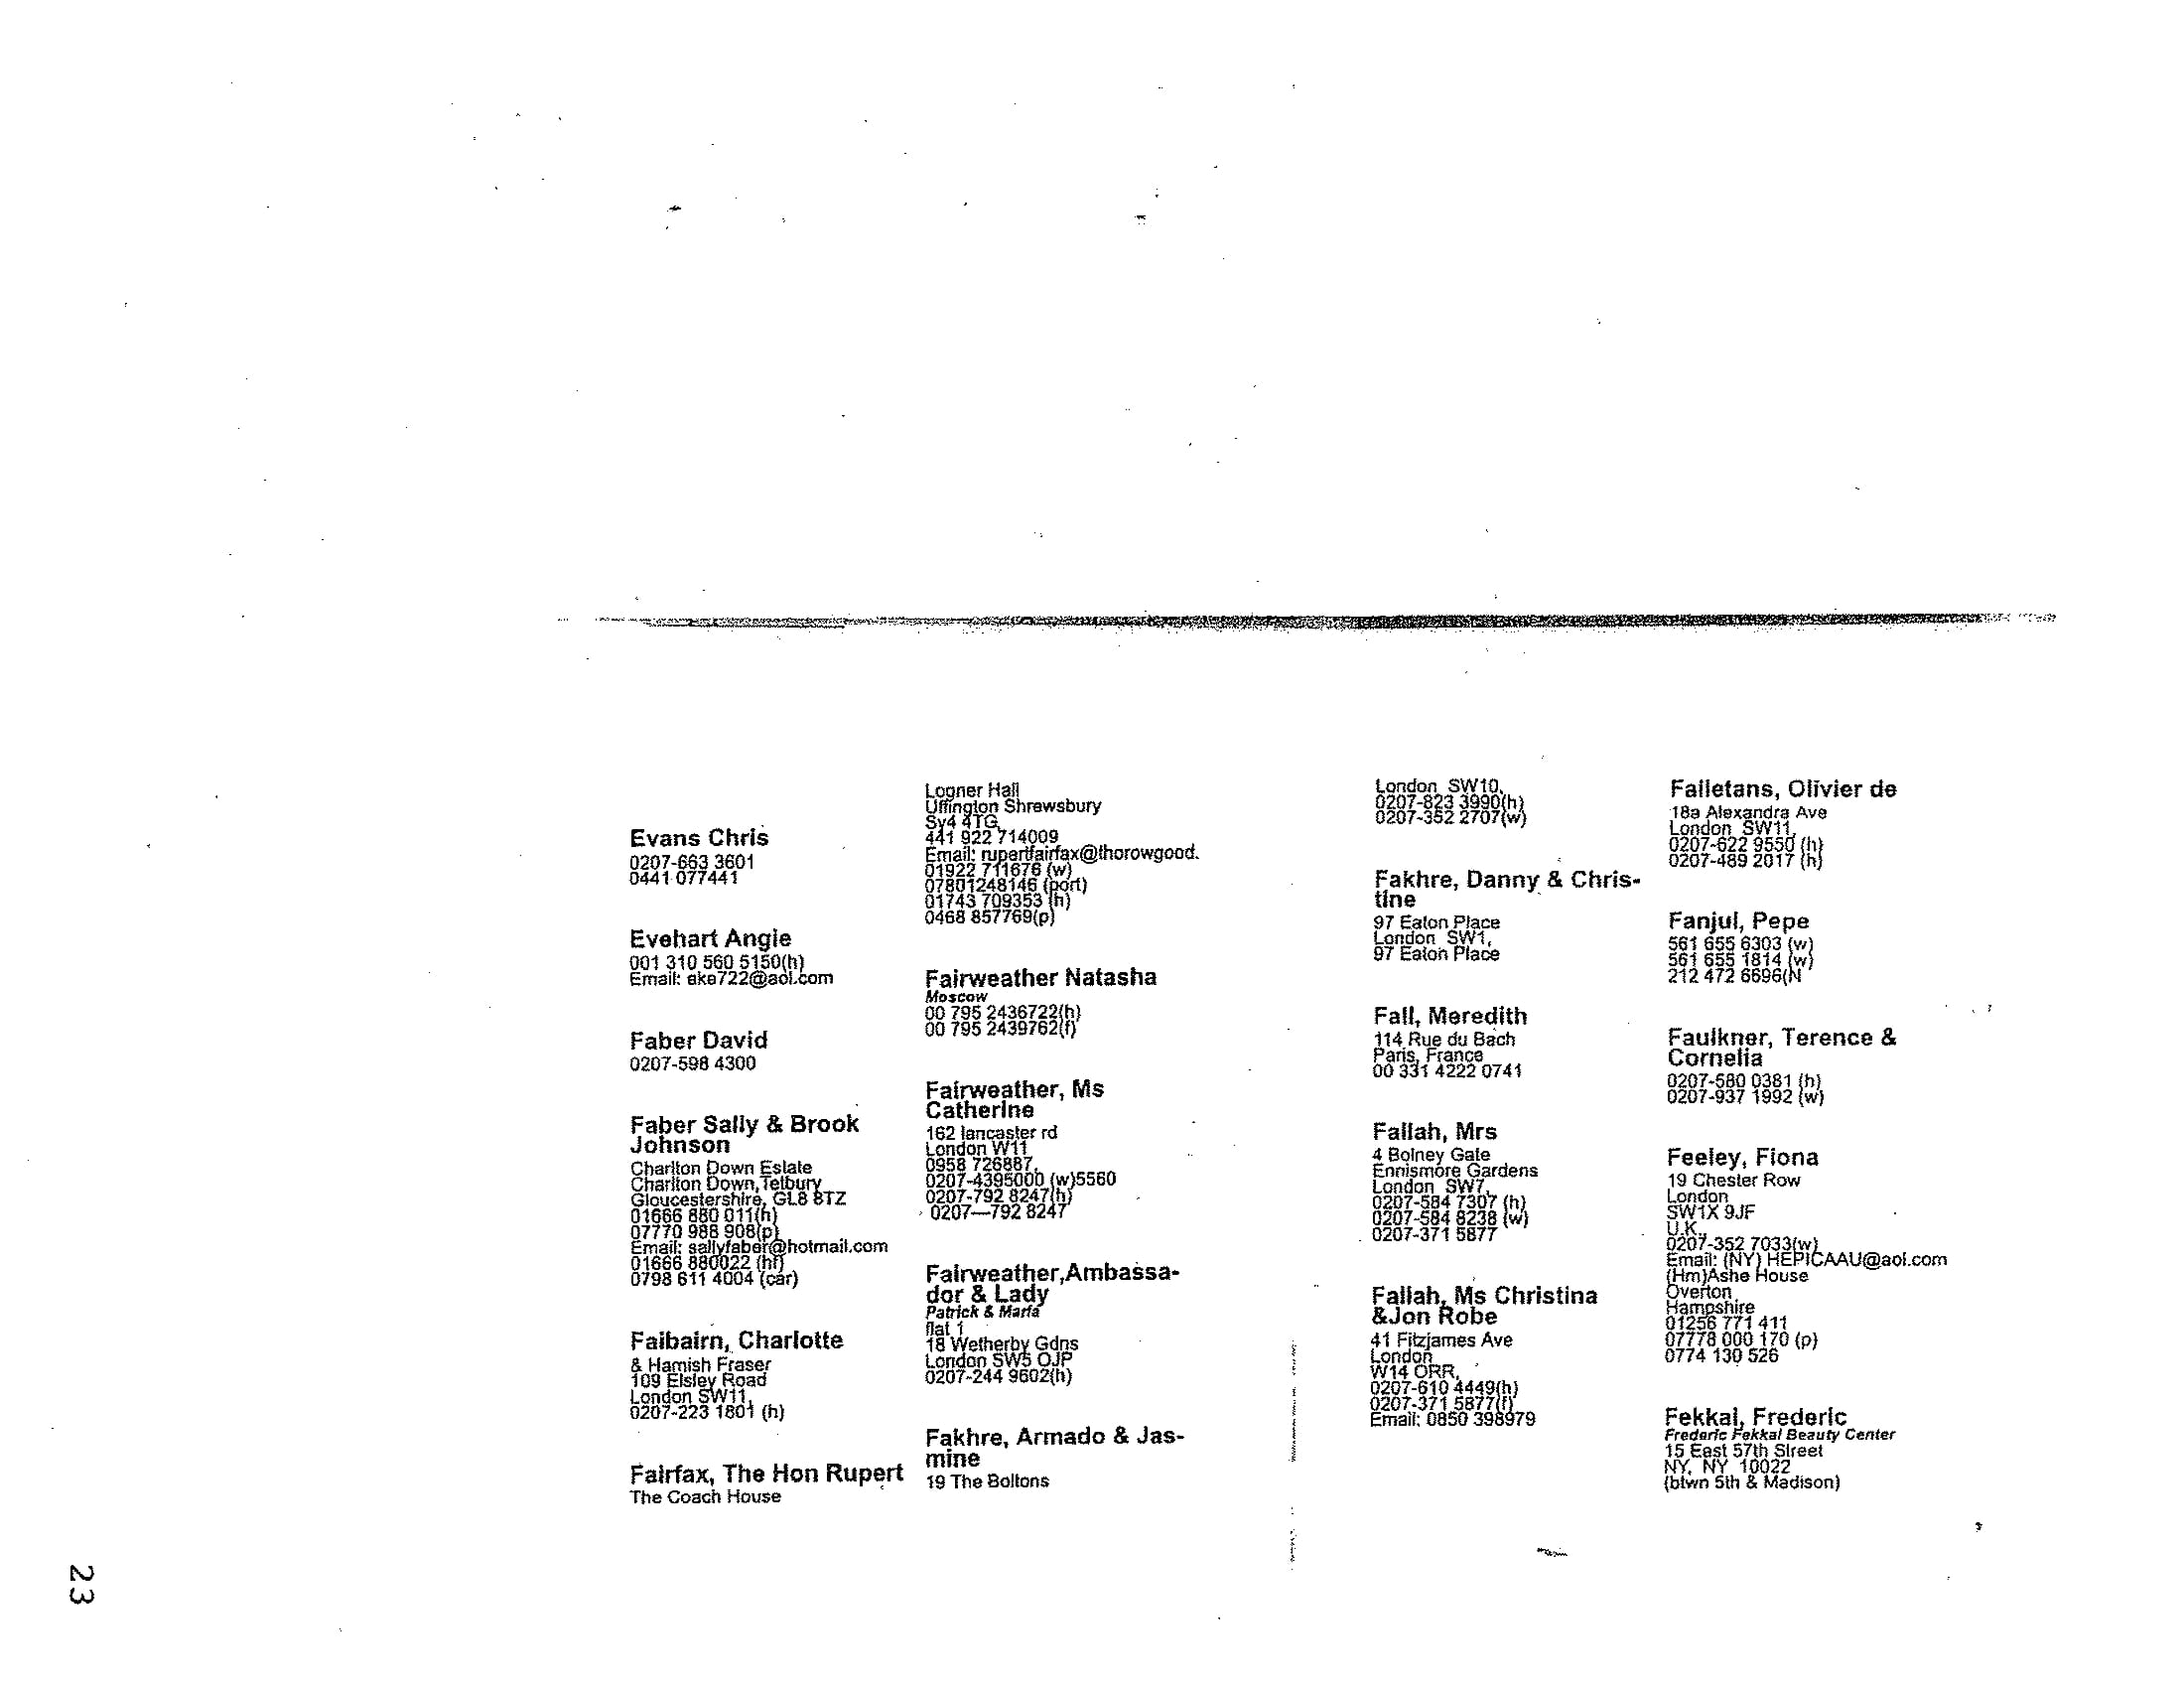 Evans Chris
0207-663 3601
0441 077441
Evehart Angie
001 310 560 5150(h)
Email: ake722@aol.com
Faber David
0207-598 4300
Faber Sally & Brook
Johnson
Charlton Down Estate
Charlton Down, Tetbury
Gloucestershire, GL8 8TZ
01666 880 011(h)
07770 988 908(p)
Email: sallyfaber@hotmail.com
01666 880022 (hf)
0798 611 4004 (car)
Faibairn, Charlotte
& Hamish Fraser
109 Elsley Road
London SW11,
0207-223 1801 (h)
Fairfax, The Hon Rupert
The Coach House
Logner Hall
Uffington Shrewsbury
Sy4 4TG,
441 922 714009
Email: rupertfairfax@thorowgood.
01922 711676 (w)
07801248146 (port)
01743 709353 (h)
0468 857769(p)
Fairweather Natasha
Moscow
00 795 2436722(h)
00 795 2439762(f)
Fairweather, Ms
Catherine
162 lancaster rd
London W11
0958 726887,
0207-4395000 (w)5560
0207-792 8247(h)
0207—792 8247
Fairweather,Ambassa-
dor & Lady
Patrick & Maria
flat 1
18 Wetherby Gdns
London SW5 OJP
0207-244 9602(h)
Fakhre, Armado & Jas-
mine
19 The Boltons
London SW10,
0207-823 3990(h)
0207-352 2707(w)
Fakhre, Danny & Chris-
tine
97 Eaton Place
London SW1,
97 Eaton Place
Fall, Meredith
114 Rue du Bach
Paris, France
00 331 4222 0741
Fallah, Mrs
4 Bolney Gate
Ennismore Gardens
London SW7,
0207-584 7307 (h)
0207-584 8238 (w)
0207-371 5877
Fallah, Ms Christina
&Jon Robe
41 Fitzjames Ave
London
W14 ORR,
0207-610 4449(h)
0207-371 5877(f)
Email: 0850 398979
Falletans, Olivier de
18a Alexandra Ave
London SW11,
0207-622 9550 (h)
0207-489 2017 (h)
Fanjul, Pepe
561 655 6303 (w)
561 655 1814 (w)
212 472 6696(N
Faulkner, Terence &
Cornelia
0207-580 0381 (h)
0207-937 1992 (w)
Feeley, Fiona
19 Chester Row
London
SW1X 9JF
U.K.,
0207-352 7033(w)
Email: (NY) HEPICAAU@aol.com
(Hm)Ashe House
Overton
Hampshire
01256 771 411
07778 000 170 (p)
0774 130 526
Fekkai, Frederic
Frederic Fekkai Beauty Center
15 East 57th Street
NY, NY 10022
(btwn 5th & Madison)
23